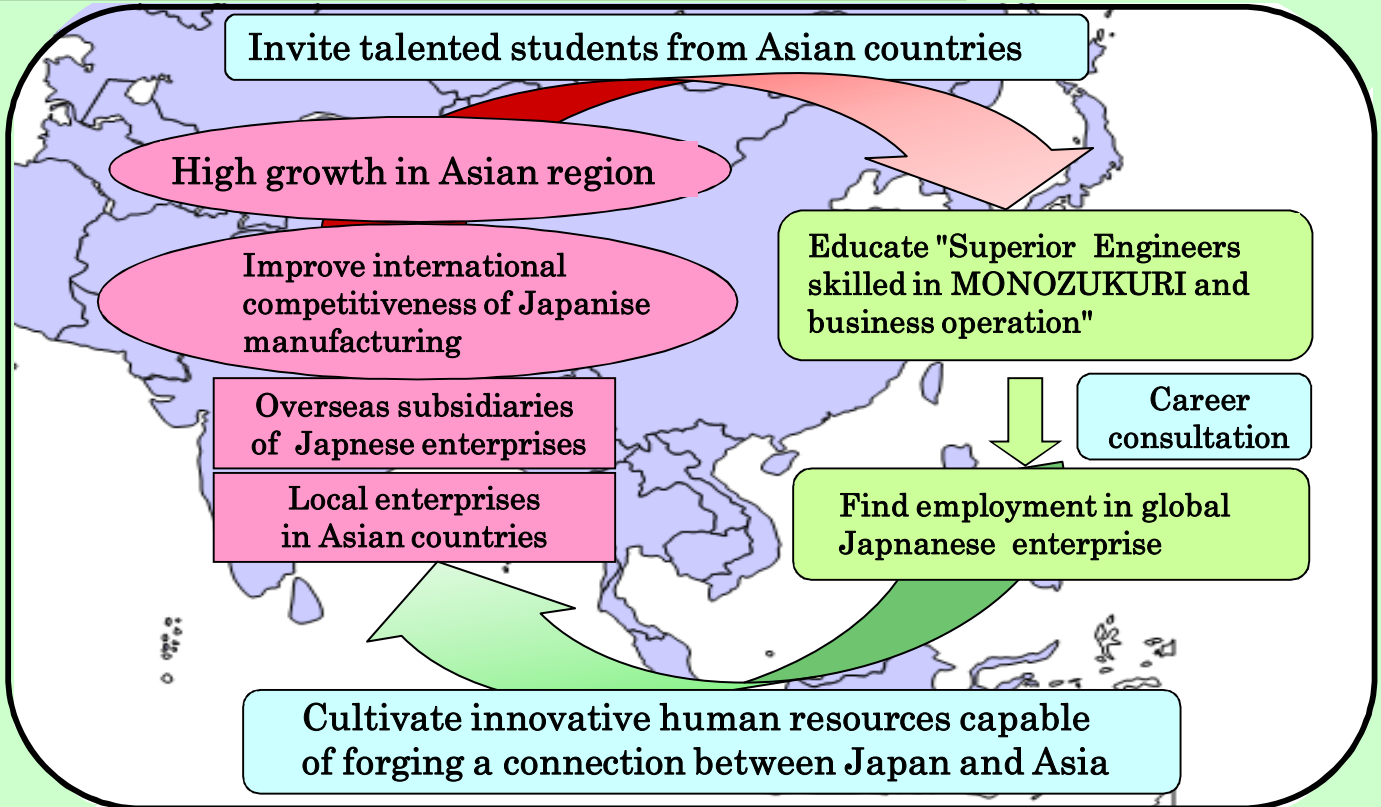 Invite talented students from Asian countries
High growth in Asian region
Improve international
competitiveness of Japanise
manufacturing
Overseas subsidiaries
of Japnese enterprises
Local enterprises
in Asian countries
Educate "Superior Engineers
skilled in MONOZUKURI and
business operation"
Career
consultation
Find employment in global
Japnanese enterprise
Cultivate innovative human resources capable
of forging a connection between Japan and Asia